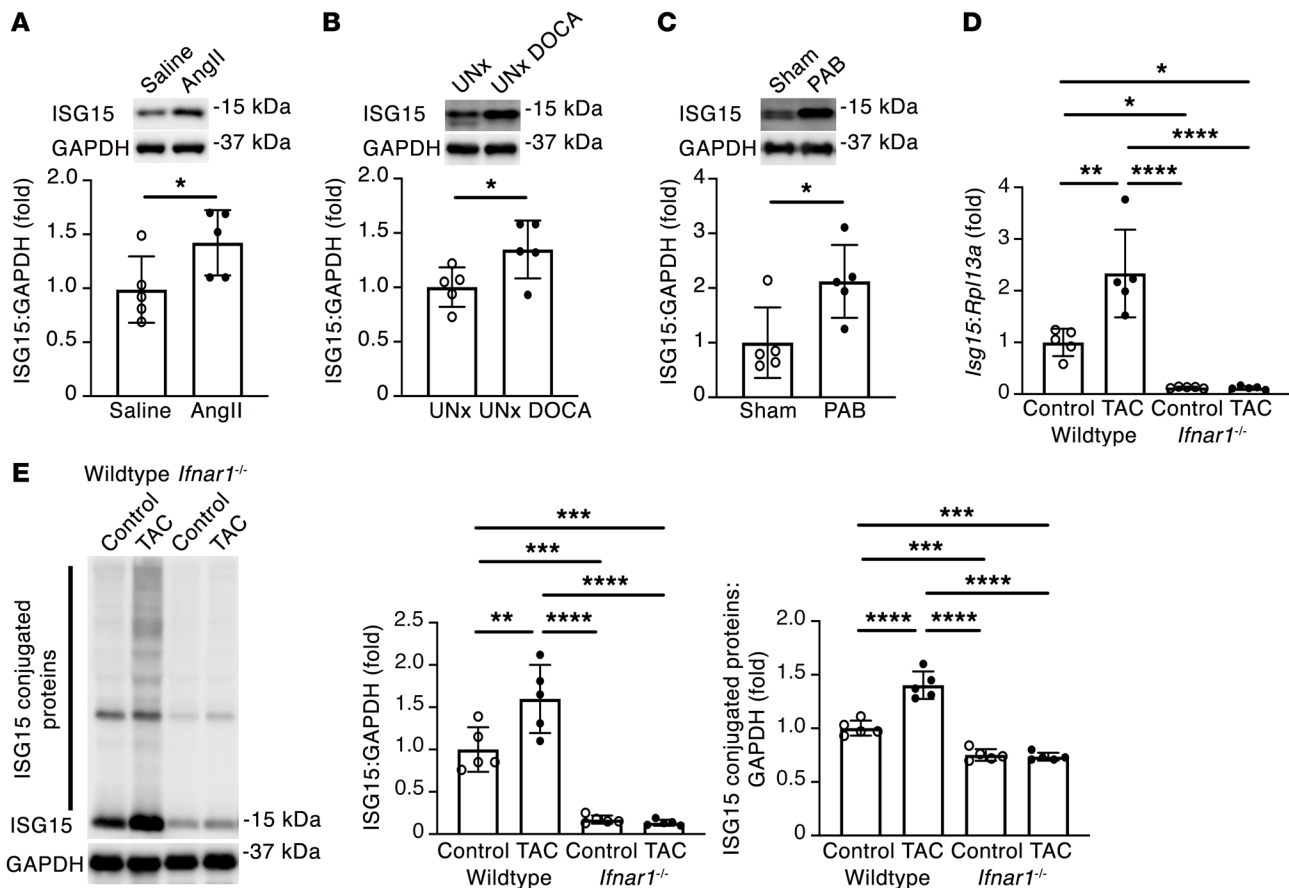 A
Saline
AngII
ISG15
-15 kDa
GAPDH
-37 kDa
ISG15:GAPDH (fold)
2.0
1.5
1.0
0.5
0
*
Saline AngII
B
UNx
UNx DOCA
ISG15
-15 kDa
GAPDH
-37 kDa
ISG15:GAPDH (fold)
2.0
1.5
1.0
0.5
0
*
UNx UNx DOCA
C
Sham
PAB
ISG15
-15 kDa
GAPDH
-37 kDa
ISG15:GAPDH (fold)
4
3
2
1
0
*
Sham PAB
D
*
*
****
** ****
Isg15:Rpl13a (fold)
4
3
2
1
0
Control TAC Control TAC
Wildtype Ifnar1-/-
E
Wildtype Ifnar1-/-
Control
TAC
Control
TAC
ISG15 conjugated
proteins
ISG15
-15 kDa
GAPDH
-37 kDa
***
***
****
** ****
ISG15:GAPDH (fold)
2.5
2.0
1.5
1.0
0.5
0
Control TAC Control TAC
Wildtype Ifnar1-/-
***
***
****
**** ****
ISG15 conjugated proteins:
GAPDH (fold)
2.0
1.5
1.0
0.5
0
Control TAC Control TAC
Wildtype Ifnar1-/-